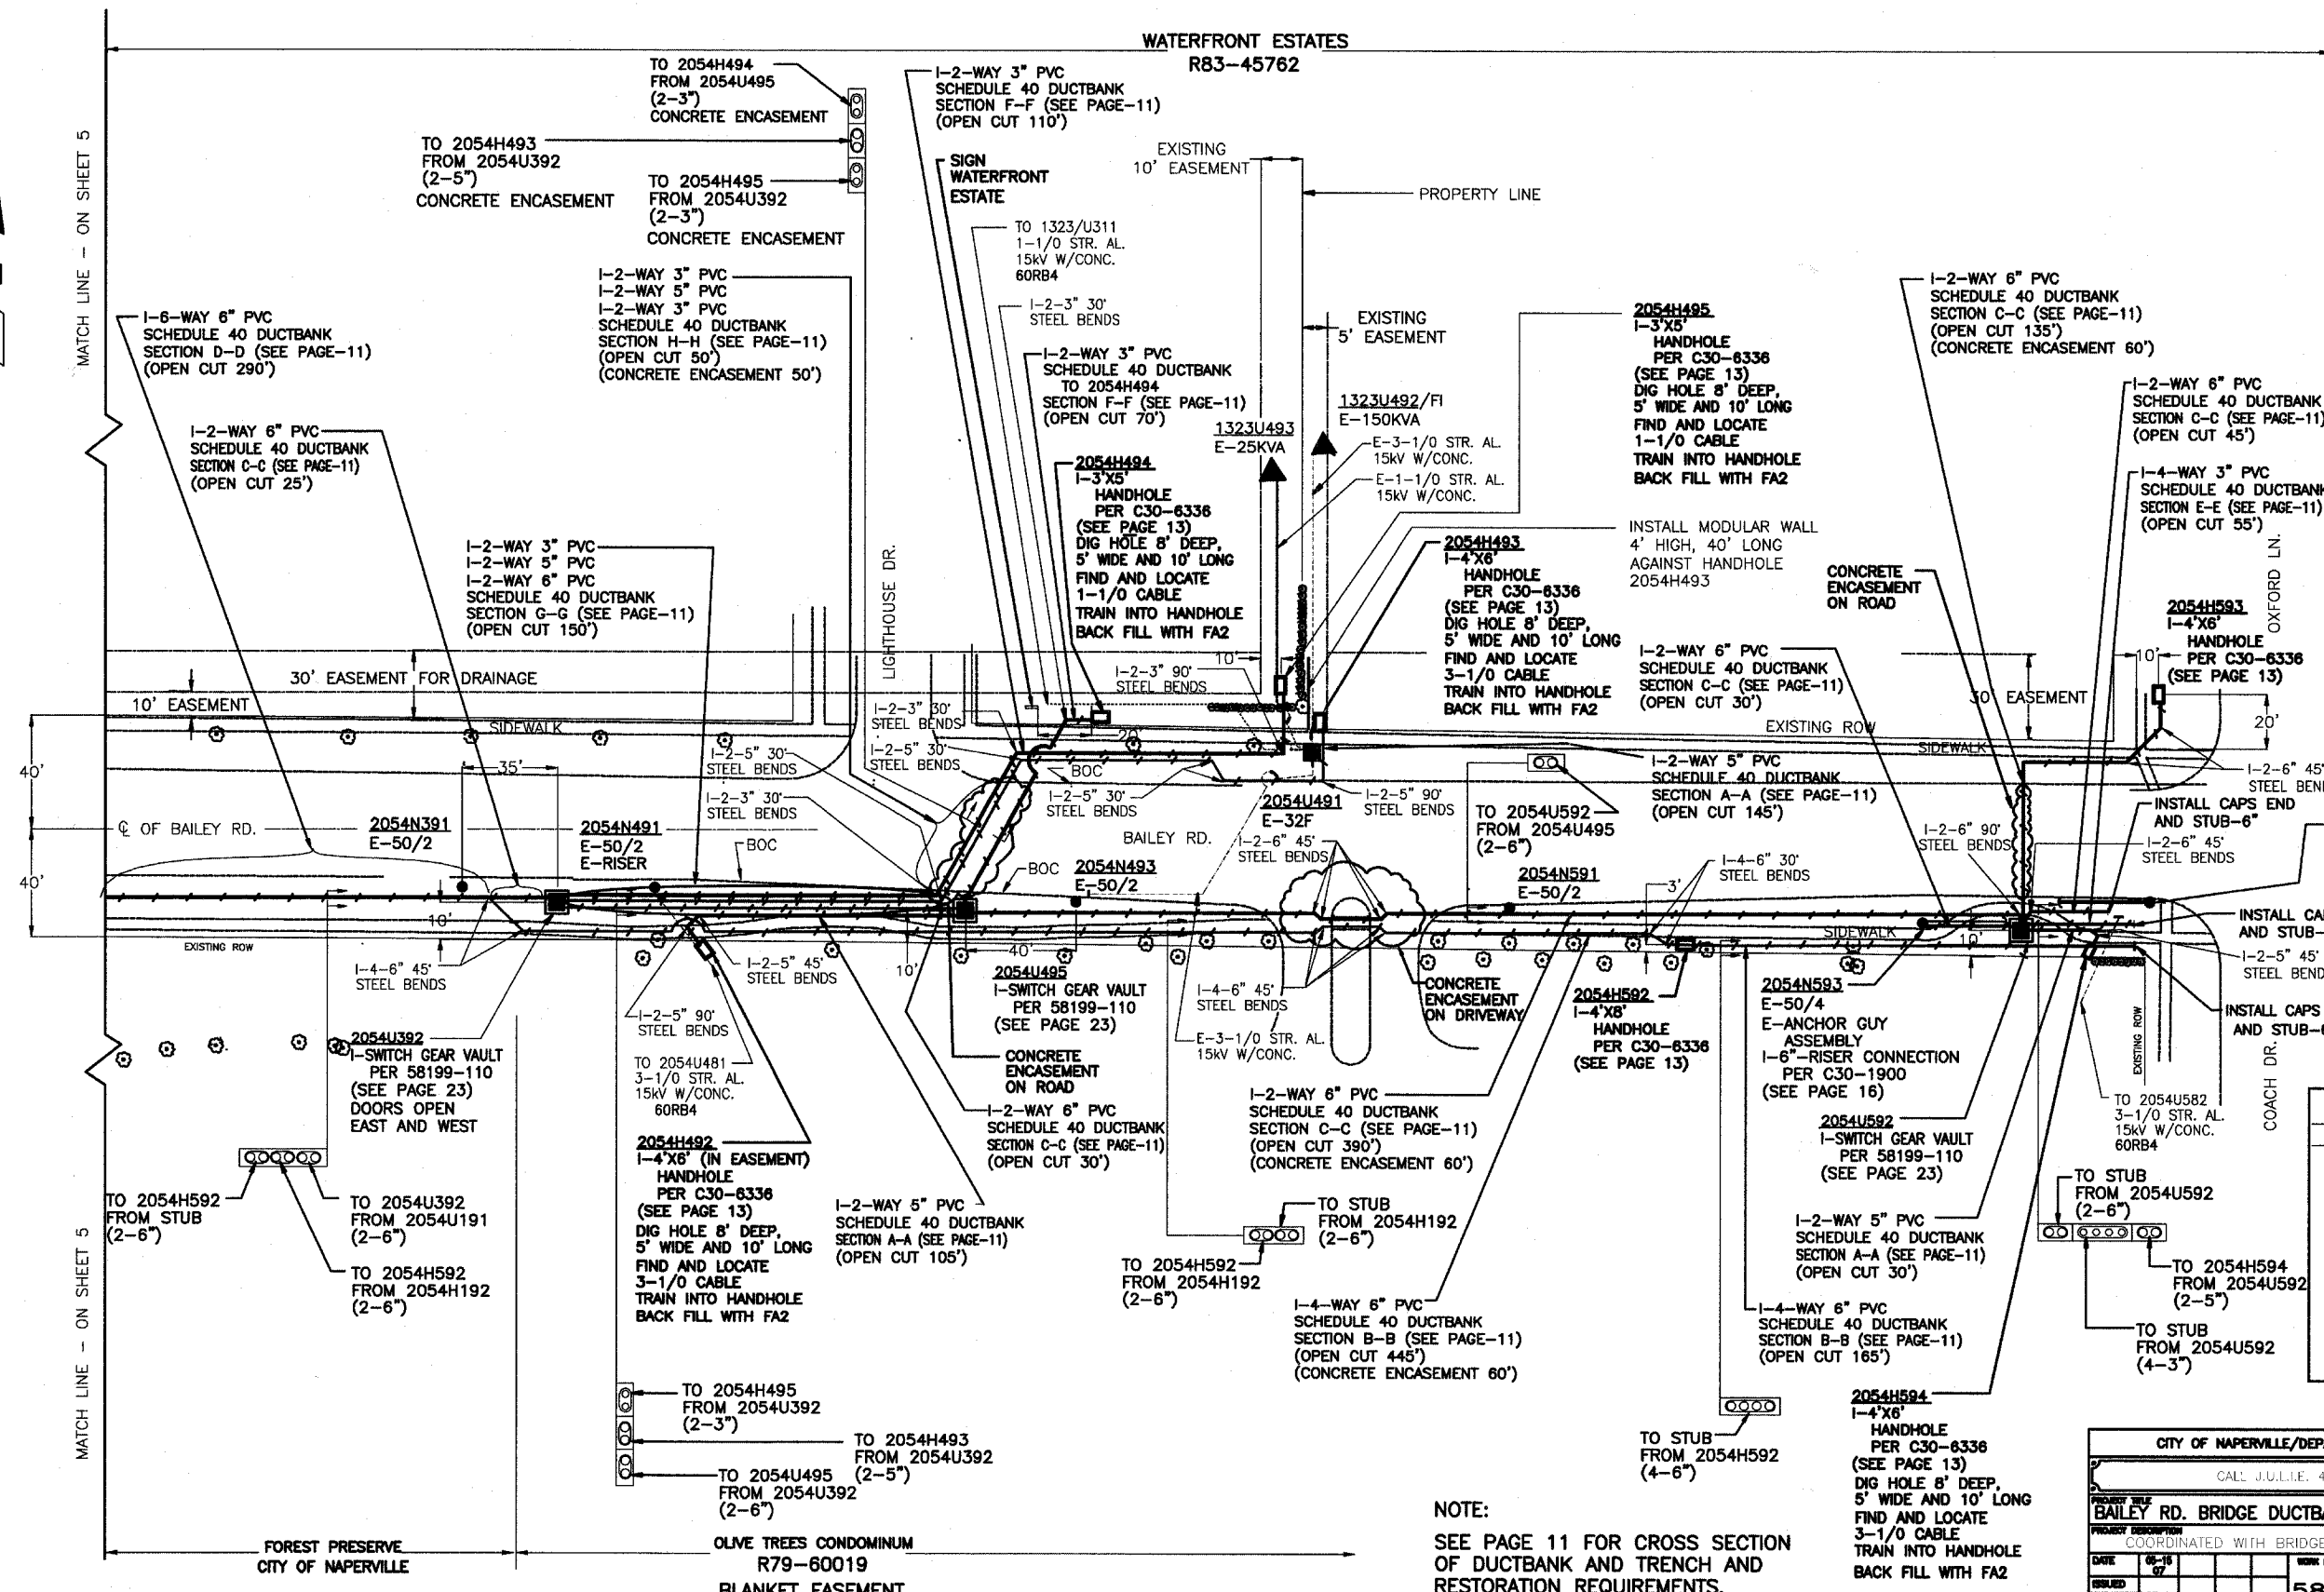 WATERFRONT ESTATES
R83-45762
MATCH LINE - ON SHEET 5
TO 2054H494
FROM 2054U495
(2-3")
CONCRETE ENCASEMENT
TO 2054H493
FROM 2054U392
(2-5")
CONCRETE ENCASEMENT
TO 2054H495
FROM 2054U392
(2-3")
CONCRETE ENCASEMENT
I-2-WAY 3" PVC
SCHEDULE 40 DUCTBANK
SECTION F-F (SEE PAGE-11)
(OPEN CUT 110')
SIGN
WATERFRONT
ESTATE
EXISTING
10' EASEMENT
PROPERTY LINE
TO 1323/U311
1-1/0 STR. AL.
15kV W/CONC.
60RB4
I-2-3" 30'
STEEL BENDS
I-2-WAY 3" PVC
I-2-WAY 5" PVC
I-2-WAY 3" PVC
SCHEDULE 40 DUCTBANK
SECTION H-H (SEE PAGE-11)
(OPEN CUT 50')
(CONCRETE ENCASEMENT 50')
I-6-WAY 6" PVC
SCHEDULE 40 DUCTBANK
SECTION D-D (SEE PAGE-11)
(OPEN CUT 290')
I-2-WAY 6" PVC
SCHEDULE 40 DUCTBANK
SECTION C-C (SEE PAGE-11)
(OPEN CUT 25')
I-2-WAY 3" PVC
SCHEDULE 40 DUCTBANK
TO 2054H494
SECTION F-F (SEE PAGE-11)
(OPEN CUT 70')
EXISTING
5' EASEMENT
1323U493
E-25KVA
1323U492/FI
E-150KVA
E-3-1/0 STR. AL.
15kV W/CONC.
E-1-1/0 STR. AL.
15kV W/CONC.
2054H495
I-3'X5'
HANDHOLE
PER C30-6336
(SEE PAGE 13)
DIG HOLE 8' DEEP,
5' WIDE AND 10' LONG
FIND AND LOCATE
1-1/0 CABLE
TRAIN INTO HANDHOLE
BACK FILL WITH FA2
I-2-WAY 6" PVC
SCHEDULE 40 DUCTBANK
SECTION C-C (SEE PAGE-11)
(OPEN CUT 135')
(CONCRETE ENCASEMENT 60')
I-2-WAY 6" PVC
SCHEDULE 40 DUCTBANK
SECTION C-C (SEE PAGE-11)
(OPEN CUT 45')
I-4-WAY 3" PVC
SCHEDULE 40 DUCTBANK
SECTION E-E (SEE PAGE-11)
(OPEN CUT 55')
2054H494
I-3'X5'
HANDHOLE
PER C30-6336
(SEE PAGE 13)
DIG HOLE 8' DEEP,
5' WIDE AND 10' LONG
FIND AND LOCATE
1-1/0 CABLE
TRAIN INTO HANDHOLE
BACK FILL WITH FA2
I-2-WAY 3" PVC
I-2-WAY 5" PVC
I-2-WAY 6" PVC
SCHEDULE 40 DUCTBANK
SECTION G-G (SEE PAGE-11)
(OPEN CUT 150')
LIGHTHOUSE DR.
2054H493
I-4'X6'
HANDHOLE
PER C30-6336
(SEE PAGE 13)
DIG HOLE 8' DEEP,
5' WIDE AND 10' LONG
FIND AND LOCATE
3-1/0 CABLE
TRAIN INTO HANDHOLE
BACK FILL WITH FA2
INSTALL MODULAR WALL
4' HIGH, 40' LONG
AGAINST HANDHOLE
2054H493
CONCRETE
ENCASEMENT
ON ROAD
OXFORD LN.
2054H593
I-4'X6'
HANDHOLE
PER C30-6336
(SEE PAGE 13)
I-2-WAY 6" PVC
SCHEDULE 40 DUCTBANK
SECTION C-C (SEE PAGE-11)
(OPEN CUT 30')
30' EASEMENT FOR DRAINAGE
10' EASEMENT
SIDEWALK
I-2-3" 90'
STEEL BENDS
10'
I-2-3" 30'
STEEL BENDS
I-2-5" 30'
STEEL BENDS
I-2-5" 30'
STEEL BENDS
I-2-3" 30'
STEEL BENDS
20'
BOC
I-2-5" 30'
STEEL BENDS
2054U491
E-32F
I-2-5" 90'
STEEL BENDS
I-2-WAY 5" PVC
SCHEDULE 40 DUCTBANK
SECTION A-A (SEE PAGE-11)
(OPEN CUT 145')
EXISTING ROW
SIDEWALK
30' EASEMENT
10'
20'
I-2-6" 45'
STEEL BEN
INSTALL CAPS END
AND STUB-6"
I-2-6" 45'
STEEL BENDS
I-2-6" 90'
STEEL BENDS
40'
40'
35'
℄ OF BAILEY RD.
2054N391
E-50/2
2054N491
E-50/2
E-RISER
BOC
BOC
2054N493
E-50/2
BAILEY RD.
I-2-6" 45'
STEEL BENDS
TO 2054U592
FROM 2054U495
(2-6")
2054N591
E-50/2
3'
I-4-6" 30'
STEEL BENDS
SIDEWALK
10'
INSTALL CA
AND STUB-
I-2-5" 45'
STEEL BEND
INSTALL CAPS
AND STUB-
10'
EXISTING ROW
I-4-6" 45'
STEEL BENDS
I-2-5" 45'
STEEL BENDS
I-2-5" 90'
STEEL BENDS
10'
40'
2054U495
I-SWITCH GEAR VAULT
PER 58199-110
(SEE PAGE 23)
CONCRETE
ENCASEMENT
ON ROAD
I-4-6" 45'
STEEL BENDS
E-3-1/0 STR. AL.
15kV W/CONC.
CONCRETE
ENCASEMENT
ON DRIVEWAY
2054H592
I-4'X8'
HANDHOLE
PER C30-6336
(SEE PAGE 13)
2054N593
E-50/4
E-ANCHOR GUY
ASSEMBLY
I-6"-RISER CONNECTION
PER C30-1900
(SEE PAGE 16)
2054U592
I-SWITCH GEAR VAULT
PER 58199-110
(SEE PAGE 23)
EXISTING ROW
COACH DR.
TO 2054U582
3-1/0 STR. AL.
15kV W/CONC.
60RB4
2054U392
I-SWITCH GEAR VAULT
PER 58199-110
(SEE PAGE 23)
DOORS OPEN
EAST AND WEST
TO 2054U481
3-1/0 STR. AL.
15kV W/CONC.
60RB4
2054H492
I-4'X6' (IN EASEMENT)
HANDHOLE
PER C30-6336
(SEE PAGE 13)
DIG HOLE 8' DEEP,
5' WIDE AND 10' LONG
FIND AND LOCATE
3-1/0 CABLE
TRAIN INTO HANDHOLE
BACK FILL WITH FA2
I-2-WAY 6" PVC
SCHEDULE 40 DUCTBANK
SECTION C-C (SEE PAGE-11)
(OPEN CUT 30')
I-2-WAY 5" PVC
SCHEDULE 40 DUCTBANK
SECTION A-A (SEE PAGE-11)
(OPEN CUT 105')
I-2-WAY 6" PVC
SCHEDULE 40 DUCTBANK
SECTION C-C (SEE PAGE-11)
(OPEN CUT 390')
(CONCRETE ENCASEMENT 60')
TO 2054H592
FROM STUB
(2-6")
TO 2054U392
FROM 2054U191
(2-6")
TO 2054H592
FROM 2054H192
(2-6")
TO STUB
FROM 2054H192
(2-6")
TO 2054H592
FROM 2054H192
(2-6")
I-4-WAY 6" PVC
SCHEDULE 40 DUCTBANK
SECTION B-B (SEE PAGE-11)
(OPEN CUT 445')
(CONCRETE ENCASEMENT 60')
I-2-WAY 5" PVC
SCHEDULE 40 DUCTBANK
SECTION A-A (SEE PAGE-11)
(OPEN CUT 30')
I-4-WAY 6" PVC
SCHEDULE 40 DUCTBANK
SECTION B-B (SEE PAGE-11)
(OPEN CUT 165')
TO STUB
FROM 2054U592
(2-6")
TO 2054H594
FROM 2054U592
(2-5")
TO STUB
FROM 2054U592
(4-3")
MATCH LINE - ON SHEET 5
TO 2054H495
FROM 2054U392
(2-3")
TO 2054H493
FROM 2054U392
(2-5")
TO 2054U495
FROM 2054U392
(2-6")
TO STUB
FROM 2054H592
(4-6")
2054H594
I-4'X6'
HANDHOLE
PER C30-6336
(SEE PAGE 13)
DIG HOLE 8' DEEP,
5' WIDE AND 10' LONG
FIND AND LOCATE
3-1/0 CABLE
TRAIN INTO HANDHOLE
BACK FILL WITH FA2
FOREST PRESERVE
CITY OF NAPERVILLE
OLIVE TREES CONDOMINUM
R79-60019
BLANKET EASEMENT
NOTE:
SEE PAGE 11 FOR CROSS SECTION
OF DUCTBANK AND TRENCH AND
RESTORATION REQUIREMENTS.
CITY OF NAPERVILLE/DEP
CALL J.U.L.I.E. 4
PROJECT TITLE
BAILEY RD. BRIDGE DUCTB
PROJECT DESCRIPTION
COORDINATED WITH BRIDGE
DATE
06-15
07
WORK
ISSUED